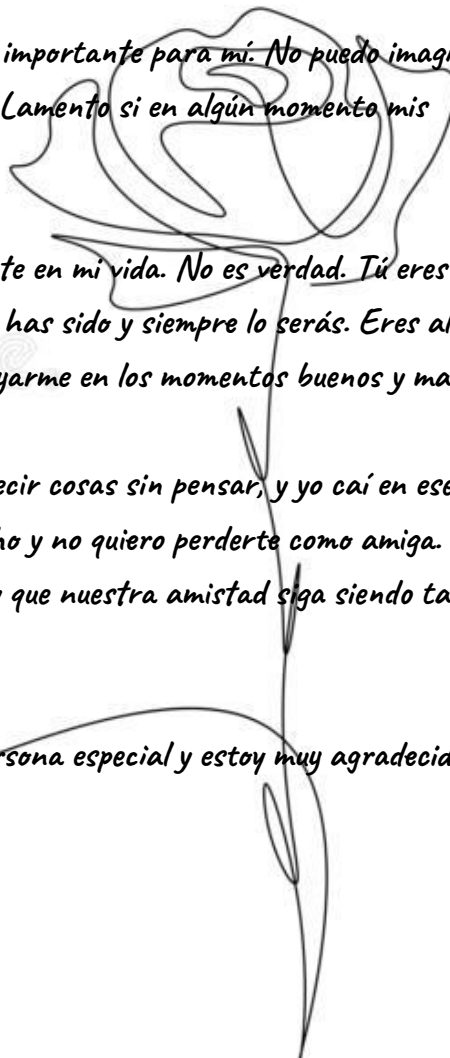 importante para mí. No puedo imag
Lamento si en algún momento mis
te en mi vida. No es verdad. Tú eres
has sido y siempre lo serás. Eres al
yarme en los momentos buenos y ma
ecir cosas sin pensar, y yo caí en ese
ho y no quiero perderte como amiga.
y que nuestra amistad siga siendo ta
rsona especial y estoy muy agradecid